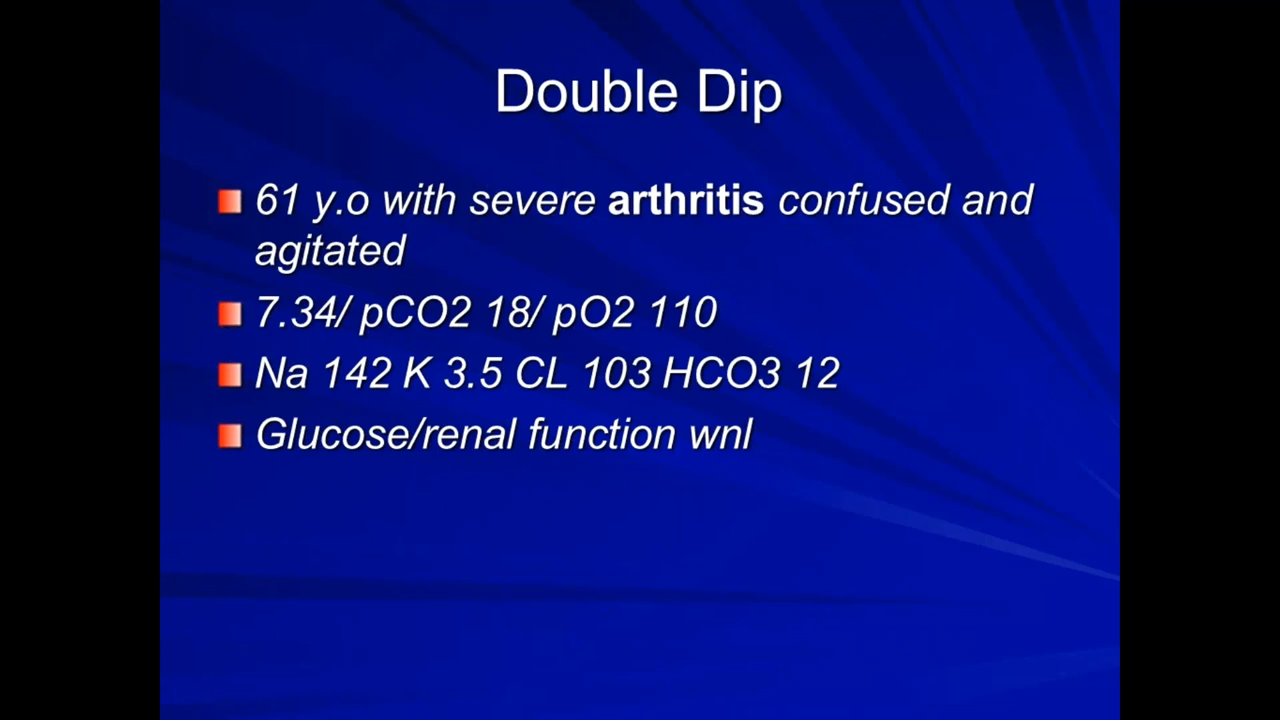 Double Dip
61 y.o with severe arthritis confused and
agitated
7.34/ pCO2 18/ pO2 110
Na 142 K 3.5 CL 103 HCO3 12
Glucose/renal function wnl